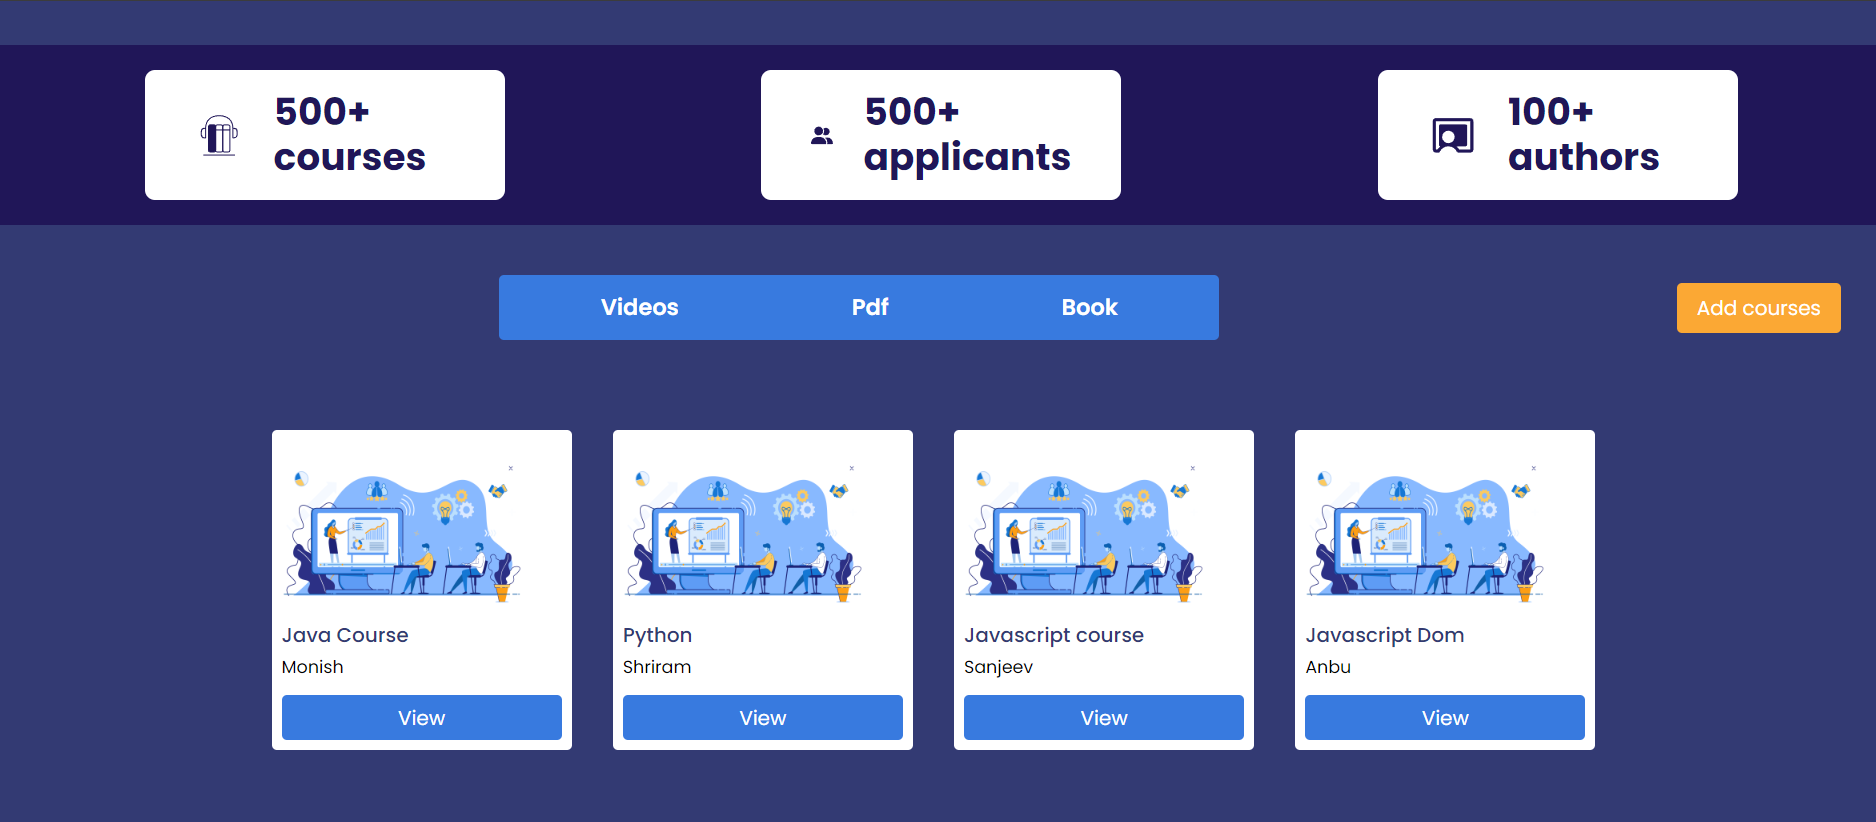 500+
courses
500+
applicants
100+
authors
Videos Pdf Book
Add courses
Java Course
Monish
View
Python
Shriram
View
Javascript course
Sanjeev
View
Javascript Dom
Anbu
View